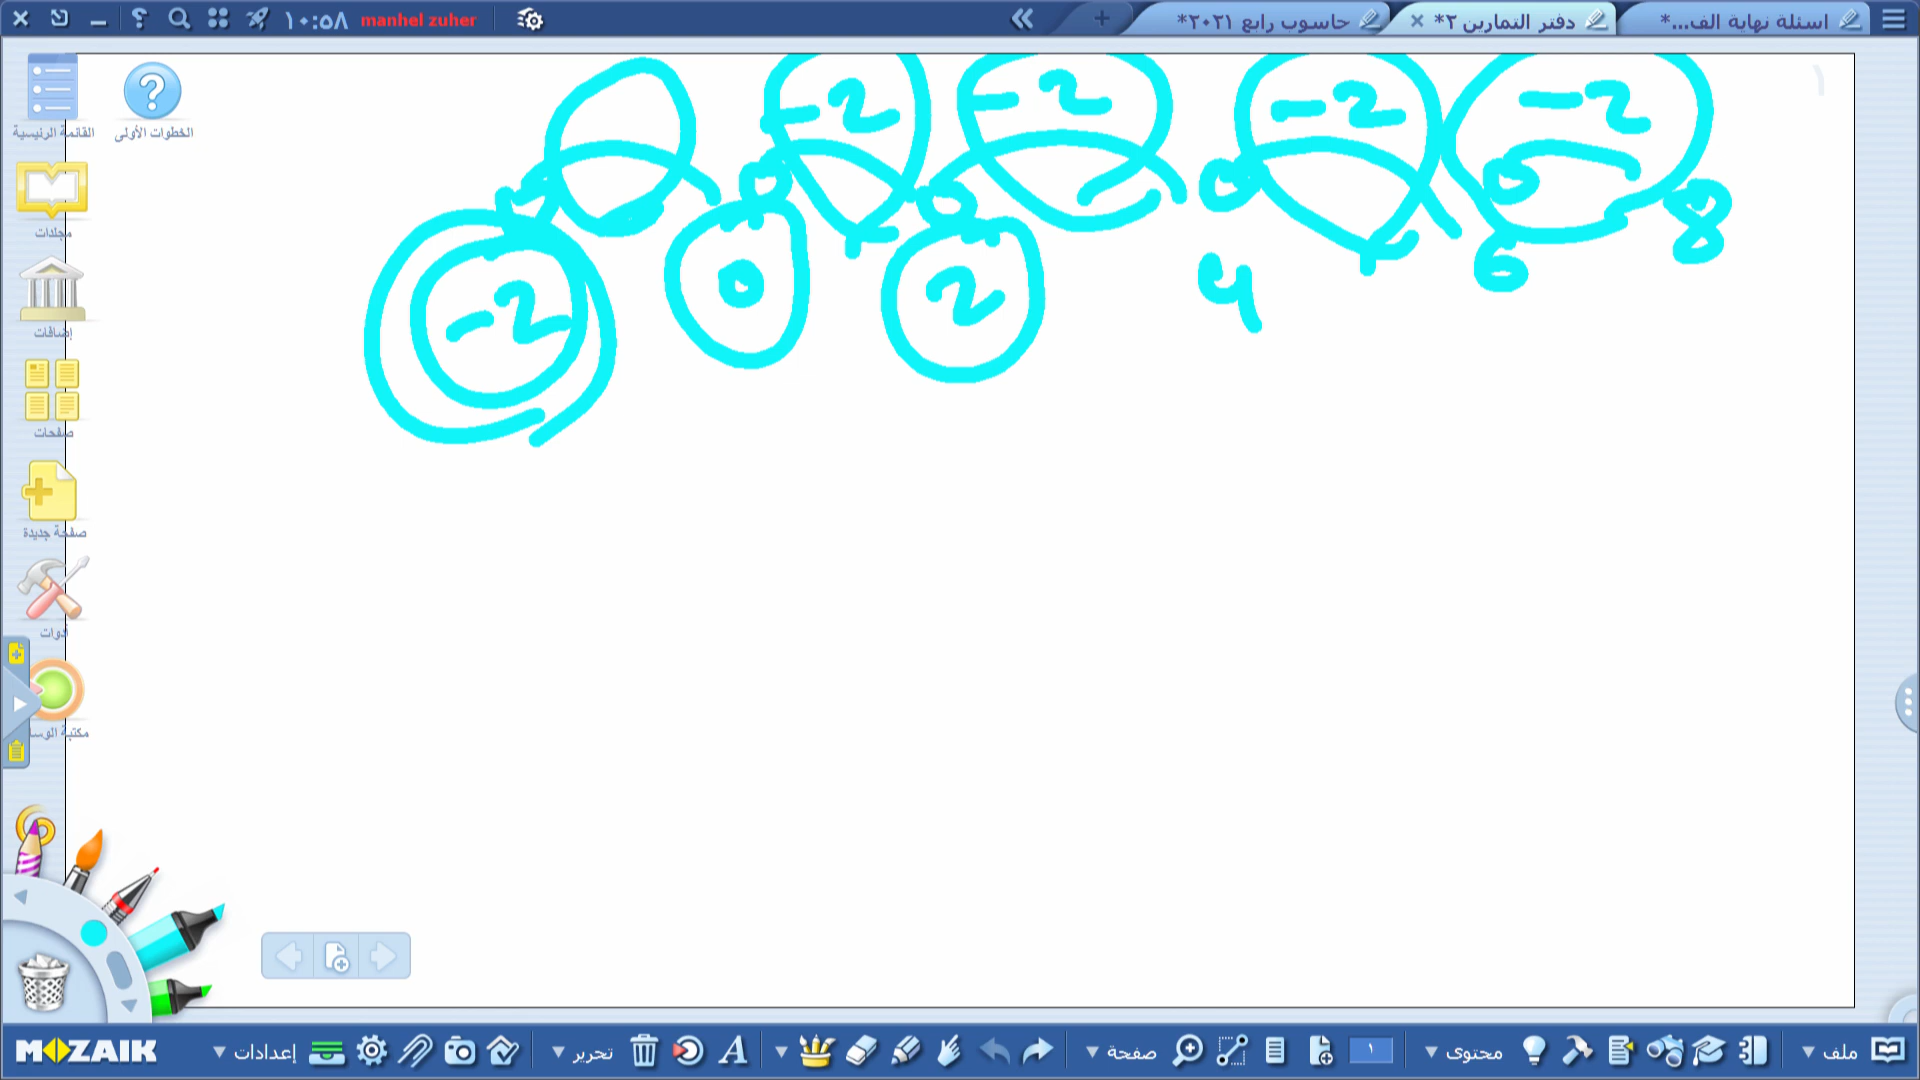 ١٠:٥٨ manhel zuher
حاسوب رابع ٢٠٢١*
دفتر التمارين ٢*
اسئلة نهاية الف...*
القائمة الرئيسية
الخطوات الأولى
مجلدات
إضافات
صفحات
صفحة جديدة
أدوات
مكتبة الوسا
١
-2 -2 -2 -2
-2 0 2 4 6 8
MOZAIK
إعدادات
تحرير
صفحة
١
محتوى
ملف